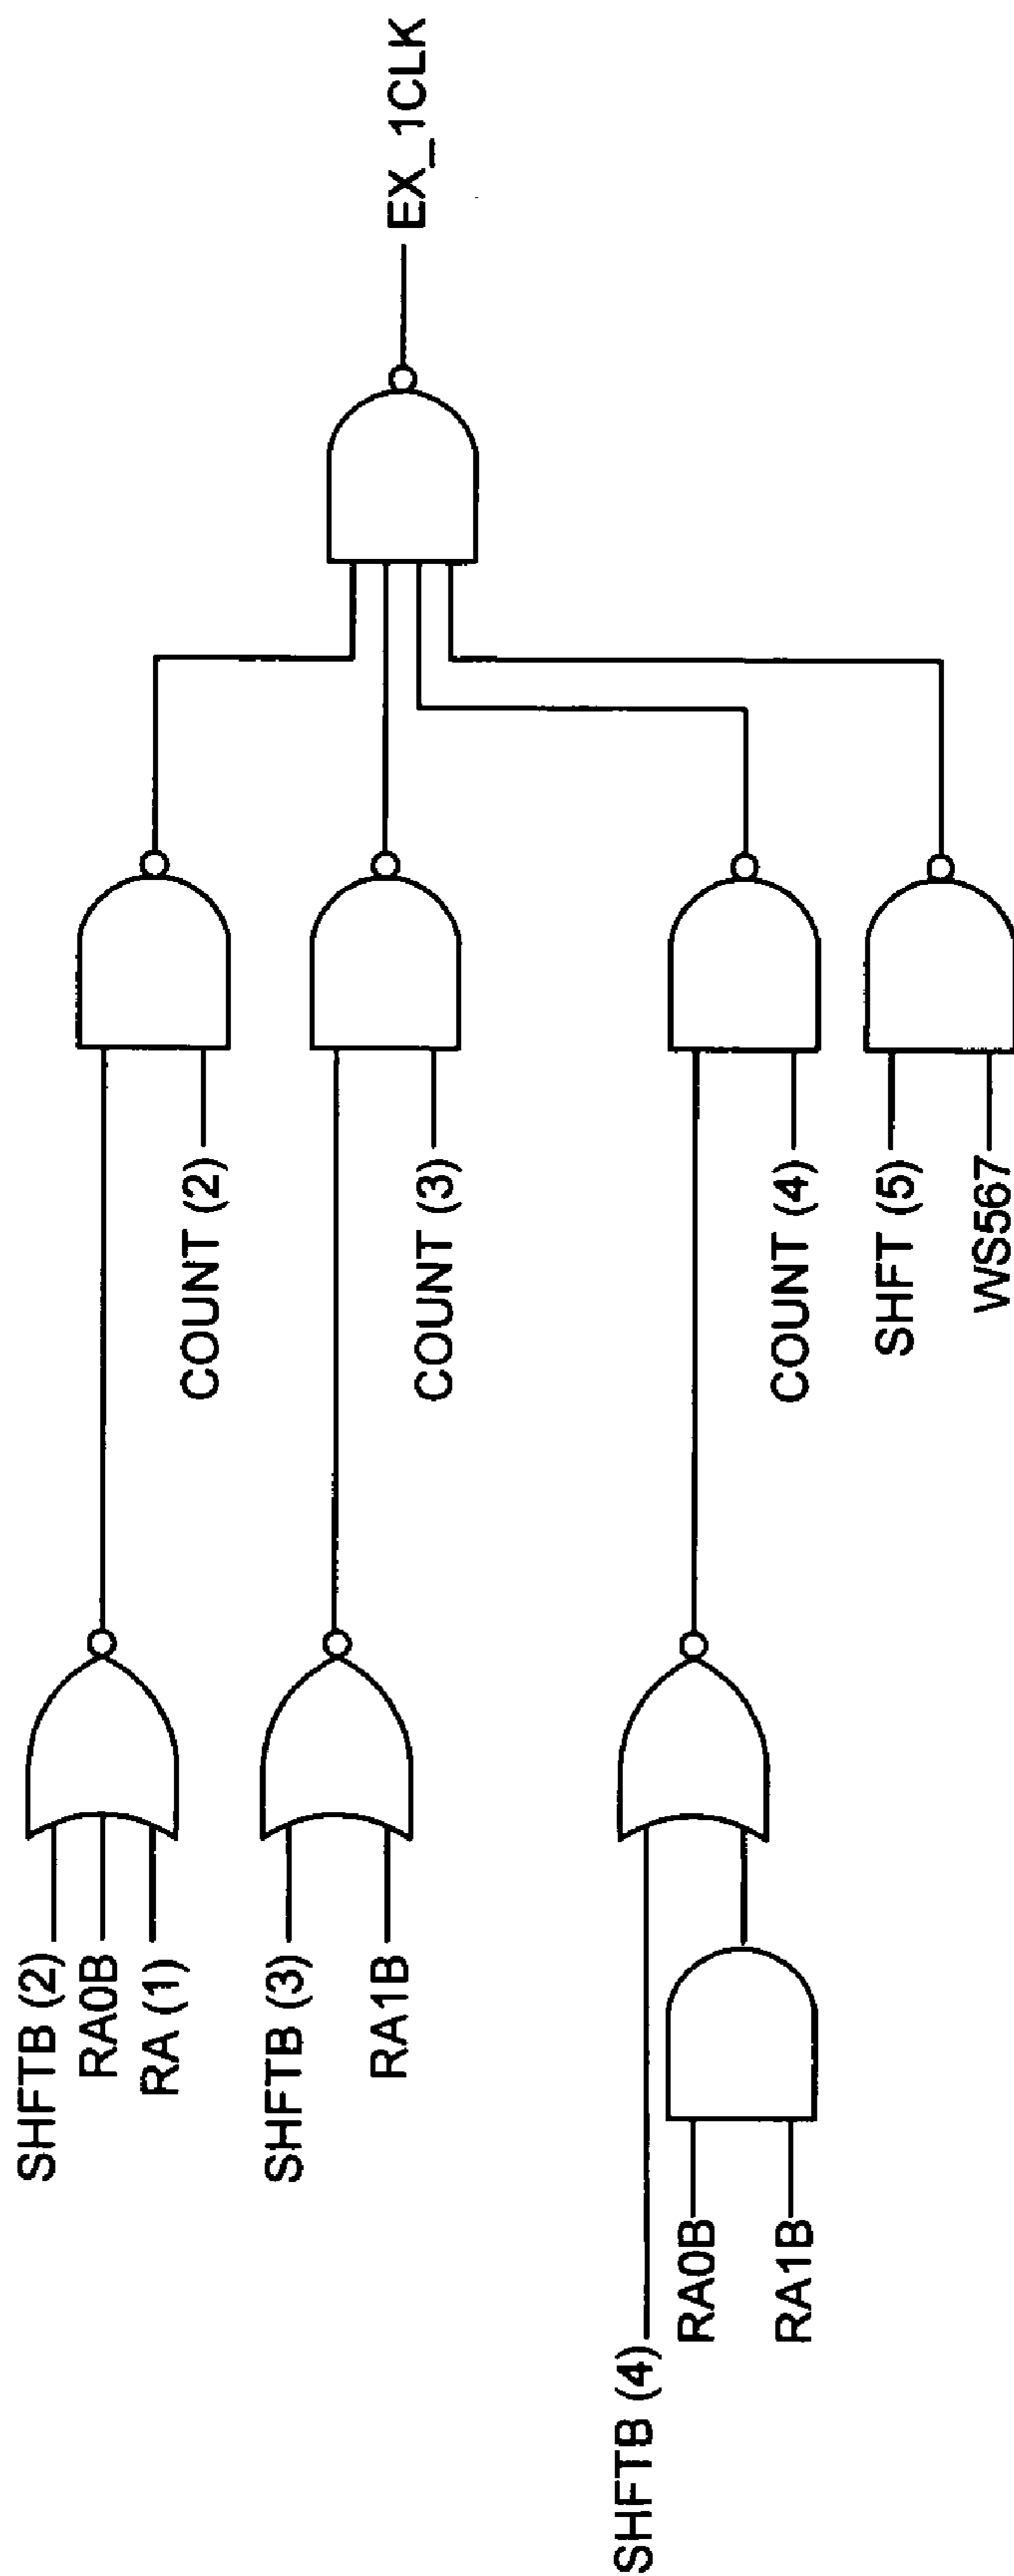 SHFTB (2)
RA0B
RA (1)
COUNT (2)
SHFTB (3)
RA1B
COUNT (3)
EX_1CLK
SHFTB (4)
RA0B
RA1B
COUNT (4)
SHFT (5)
WS567